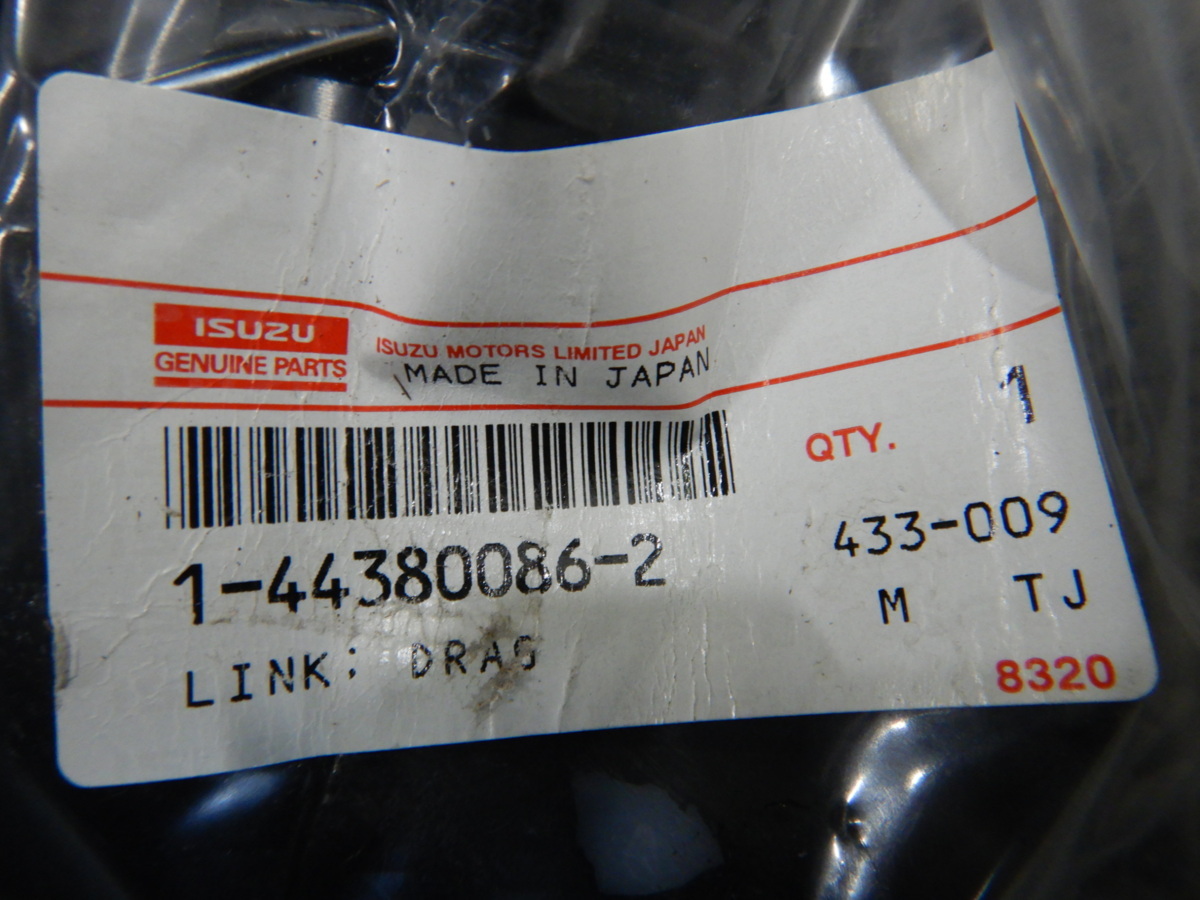 ISUZU
GENUINE PARTS
ISUZU MOTORS LIMITED JAPAN
MADE IN JAPAN
QTY. 1
1-44380086-2
433-009
LINK: DRAG
M TJ
8320